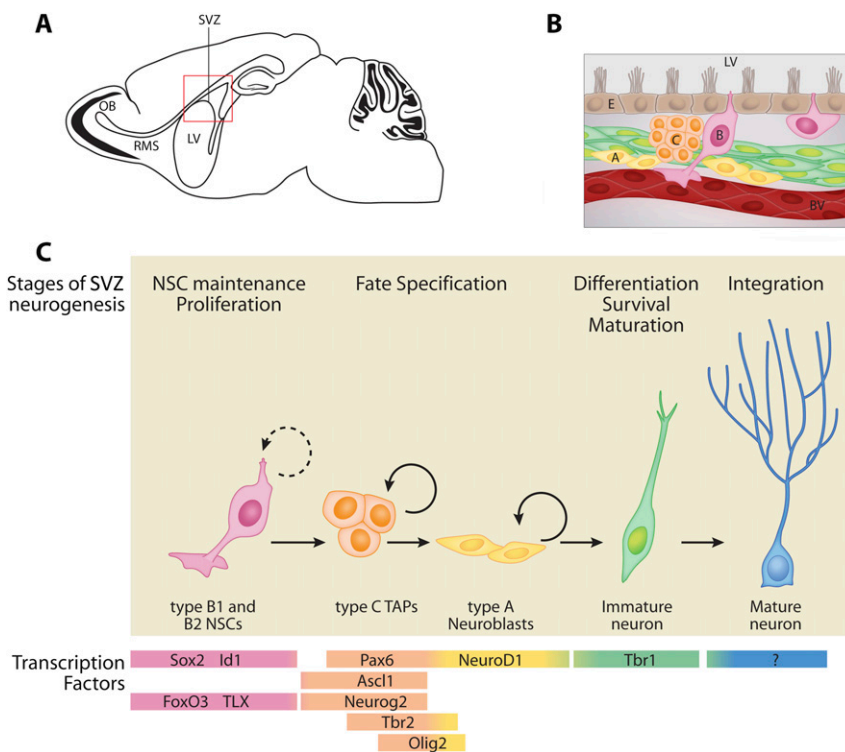 A
SVZ
OB
RMS
LV
B
LV
E
C
B
A
BV
C
Stages of SVZ
neurogenesis
NSC maintenance
Proliferation
Fate Specification
Differentiation
Survival
Maturation
Integration
type B1 and
B2 NSCs
type C TAPs
type A
Neuroblasts
Immature
neuron
Mature
neuron
Transcription
Factors
Sox2 Id1
Pax6
NeuroD1
Tbr1
?
Ascl1
FoxO3 TLX
Neurog2
Tbr2
Olig2